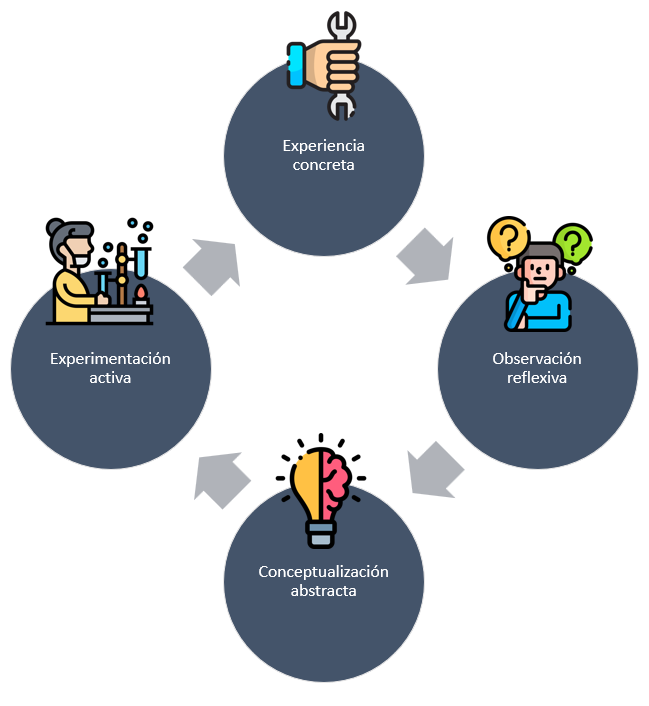 Experiencia
concreta
Observación
reflexiva
Conceptualización
abstracta
Experimentación
activa